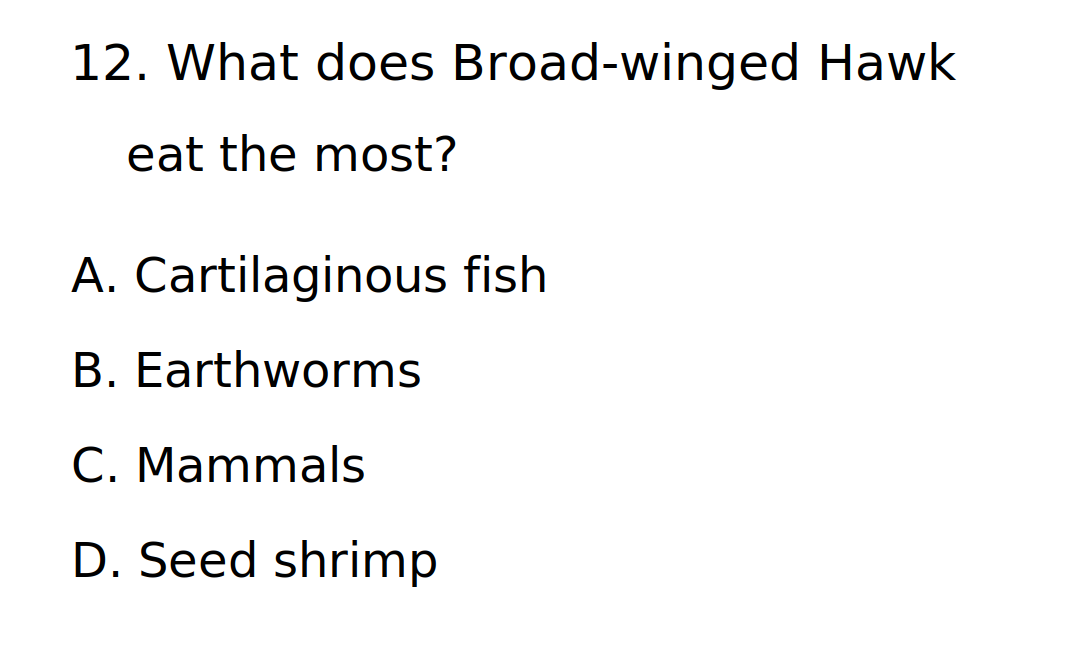 12. What does Broad-winged Hawk
eat the most?
A. Cartilaginous fish
B. Earthworms
C. Mammals
D. Seed shrimp